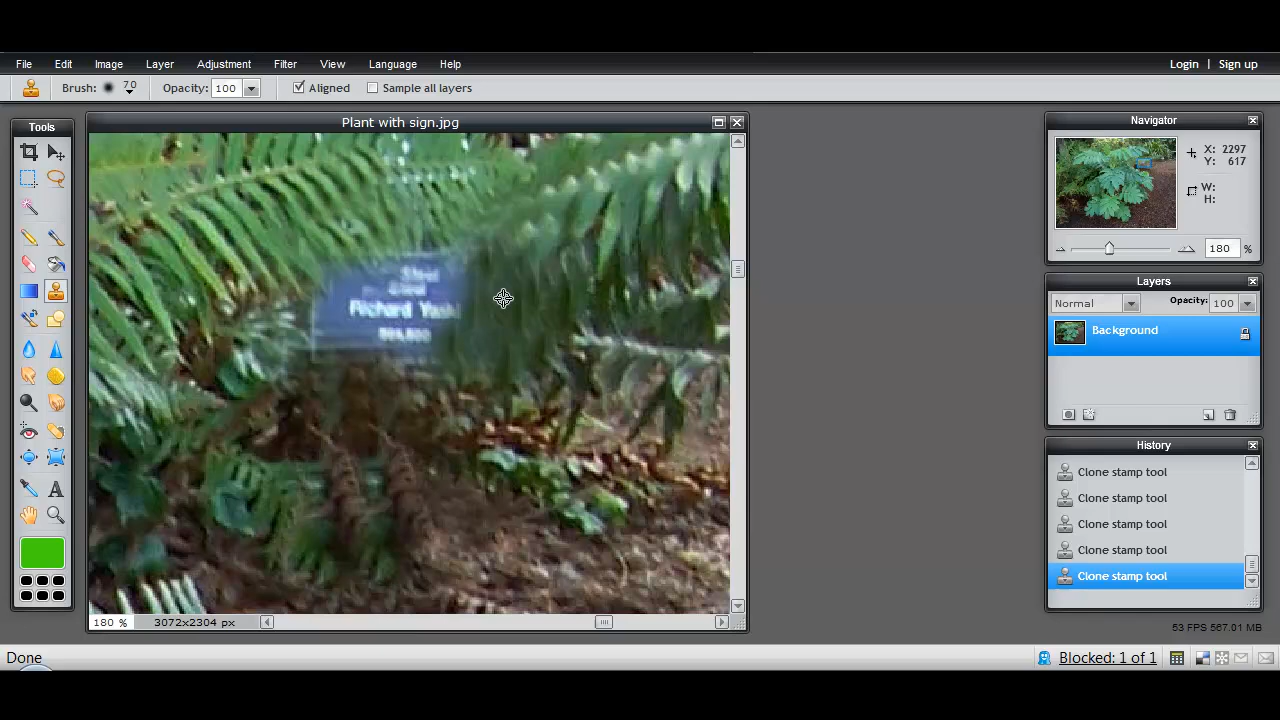 File Edit Image Layer Adjustment Filter View Language Help Login | Sign up
Brush: 70 Opacity: 100 Aligned Sample all layers
Tools
Plant with sign.jpg
Navigator
X: 2297
Y: 617
W:
H:
180 %
Layers
Normal Opacity: 100
Background
History
Clone stamp tool
Clone stamp tool
Clone stamp tool
Clone stamp tool
Clone stamp tool
Richard
A
180 % 3072x2304 px
53 FPS 567.01 MB
Done Blocked: 1 of 1